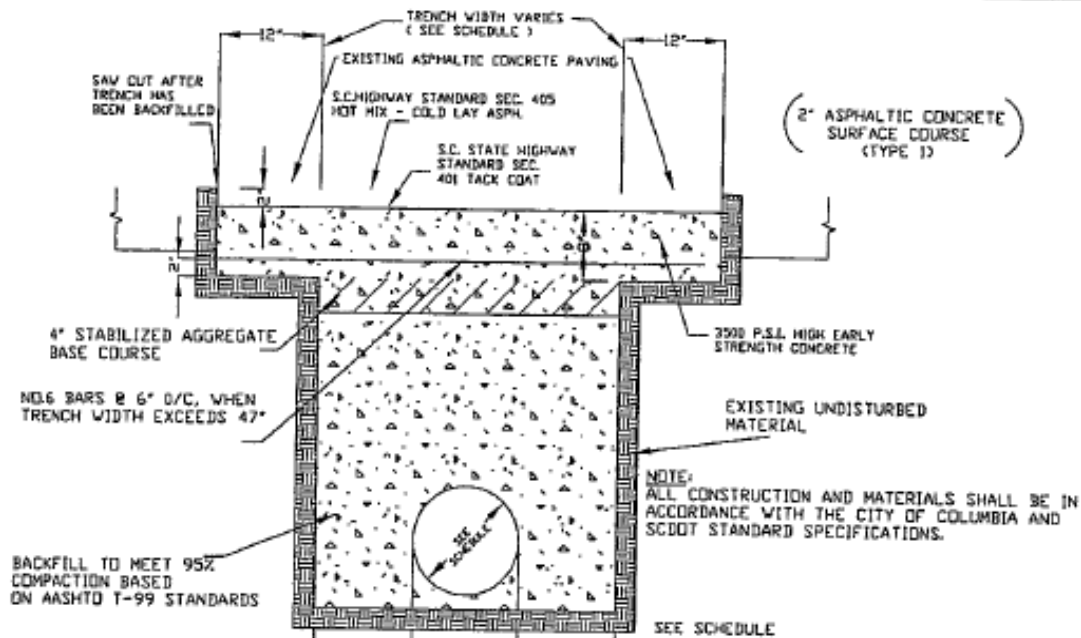 TRENCH WIDTH VARIES
( SEE SCHEDULE )
12"
12"
EXISTING ASPHALTIC CONCRETE PAVING
SAW CUT AFTER
TRENCH HAS
BEEN BACKFILLED
S.C.HIGHWAY STANDARD SEC. 405
HOT MIX - COLD LAY ASPH.
2" ASPHALTIC CONCRETE
SURFACE COURSE
(TYPE 1)
S.C. STATE HIGHWAY
STANDARD SEC.
401 TACK COAT
2"
6"
2"
4" STABILIZED AGGREGATE
BASE COURSE
3500 P.S.I. HIGH EARLY
STRENGTH CONCRETE
NO.6 BARS @ 6" O/C, WHEN
TRENCH WIDTH EXCEEDS 47"
EXISTING UNDISTURBED
MATERIAL
NOTE:
ALL CONSTRUCTION AND MATERIALS SHALL BE IN
ACCORDANCE WITH THE CITY OF COLUMBIA AND
SCDOT STANDARD SPECIFICATIONS.
SEE
SCHEDULE
BACKFILL TO MEET 95%
COMPACTION BASED
ON AASHTO T-99 STANDARDS
SEE SCHEDULE